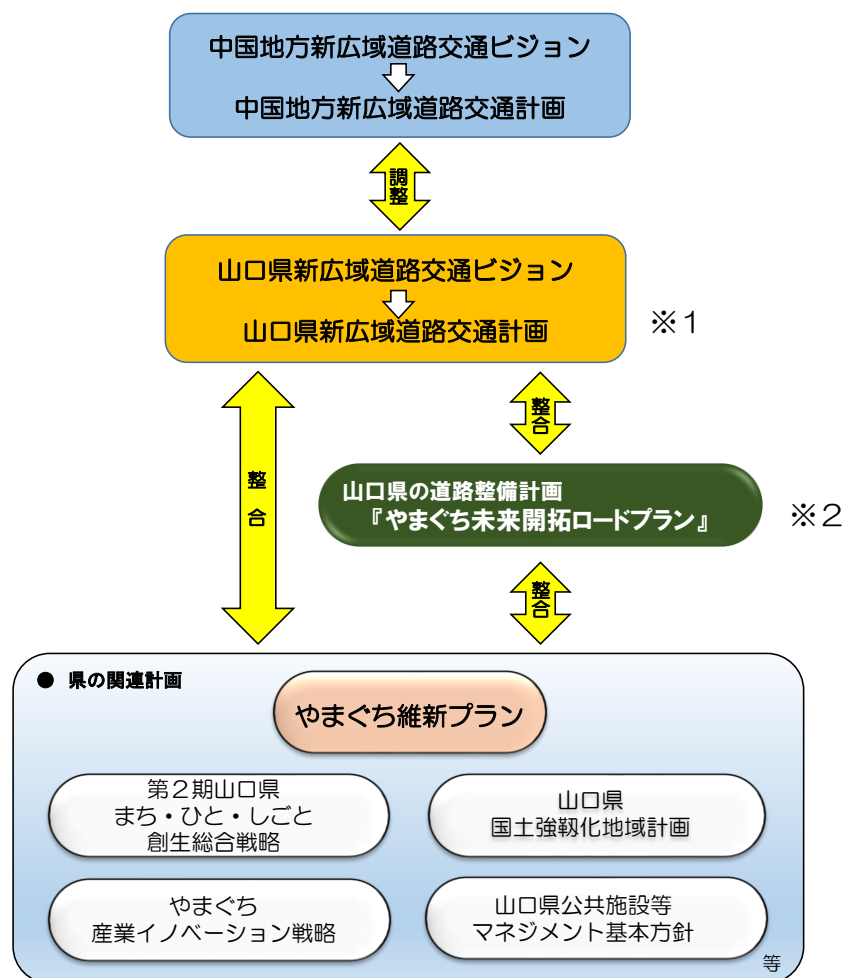 中国地方新広域道路交通ビジョン
中国地方新広域道路交通計画
調整
山口県新広域道路交通ビジョン
山口県新広域道路交通計画
※1
整合
整合
山口県の道路整備計画
『やまぐち未来開拓ロードプラン』
※2
整合
● 県の関連計画
やまぐち維新プラン
第2期山口県
まち・ひと・しごと
創生総合戦略
山口県
国土強靱化地域計画
やまぐち
産業イノベーション戦略
山口県公共施設等
マネジメント基本方針
等